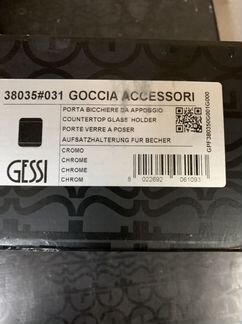 38035#031 GOCCIA ACCESSORI
PORTA BICCHIERE DA APPOGGIO
COUNTERTOP GLASS HOLDER
PORTE VERRE A POSER
AUFSATZHALTERUNG FUR BECHER
CROMO
CHROME
CHROME
CHROM
GESSI
8 022692 061093